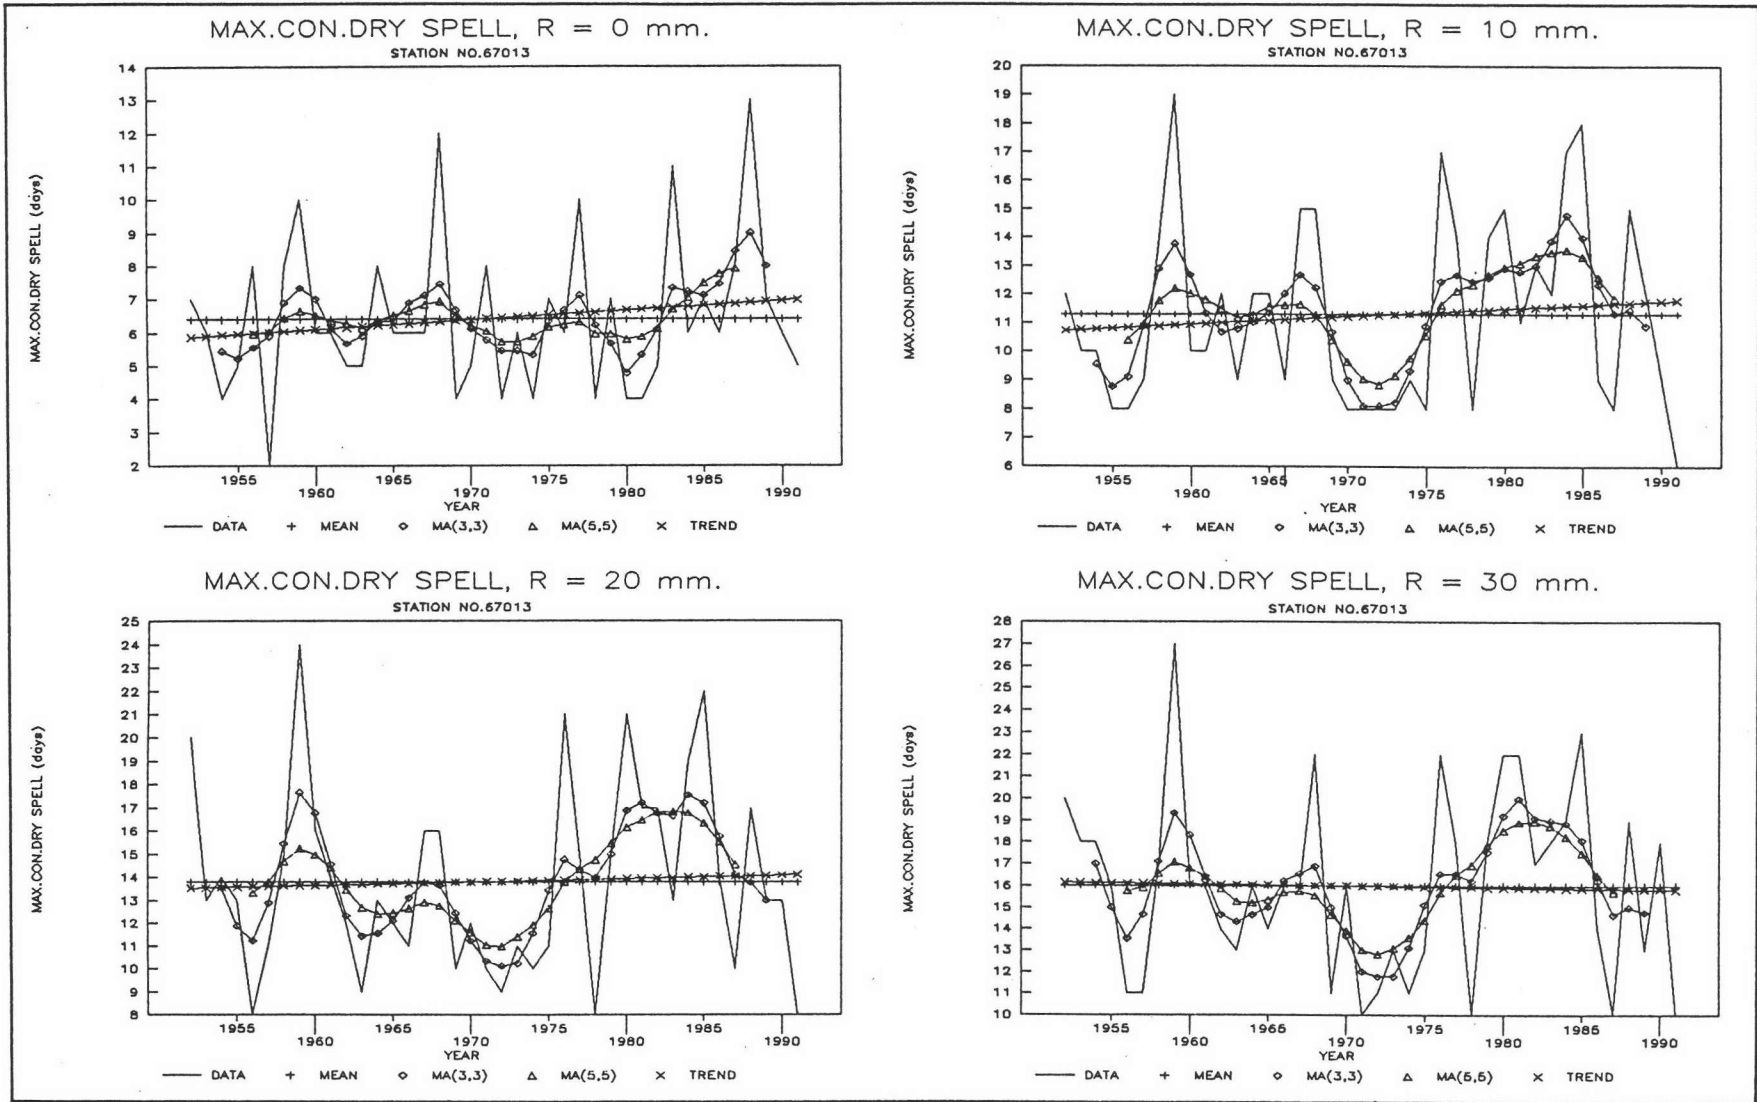 MAX.CON.DRY SPELL, R = 0 mm.
STATION NO.67013
MAX.CON.DRY SPELL (days)
14
13
12
11
10
9
8
7
6
5
4
3
2
1955 1960 1965 1970 1975 1980 1985 1990
YEAR
DATA MEAN MA(3,3) MA(5,5) TREND
MAX.CON.DRY SPELL, R = 10 mm.
STATION NO.67013
MAX.CON.DRY SPELL (days)
20
19
18
17
16
15
14
13
12
11
10
9
8
7
6
1955 1960 1965 1970 1975 1980 1985 1990
YEAR
DATA MEAN MA(3,3) MA(5,5) TREND
MAX.CON.DRY SPELL, R = 20 mm.
STATION NO.67013
MAX.CON.DRY SPELL (days)
25
24
23
22
21
20
19
18
17
16
15
14
13
12
11
10
9
8
1955 1960 1965 1970 1975 1980 1985 1990
YEAR
DATA MEAN MA(3,3) MA(5,5) TREND
MAX.CON.DRY SPELL, R = 30 mm.
STATION NO.67013
MAX.CON.DRY SPELL (days)
28
27
26
25
24
23
22
21
20
19
18
17
16
15
14
13
12
11
10
1955 1960 1965 1970 1975 1980 1985 1990
YEAR
DATA MEAN MA(3,3) MA(5,5) TREND